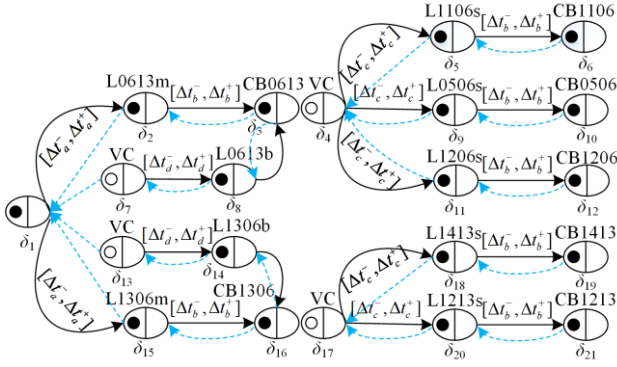 L1106s [Δt_b^-, Δt_b^+] CB1106
δ_5 δ_6
[Δt_c^-, Δt_c^+]
L0613m [Δt_b^-, Δt_b^+] CB0613 VC [Δt_c^-, Δt_c^+] L0506s [Δt_b^-, Δt_b^+] CB0506
δ_2 δ_3 δ_4 δ_9 δ_10
[Δt_a^-, Δt_a^+]
VC [Δt_d^-, Δt_d^+] L0613b
δ_7 δ_8
[Δt_c^-, Δt_c^+] L1206s [Δt_b^-, Δt_b^+] CB1206
δ_11 δ_12
δ_1
VC [Δt_d^-, Δt_d^+] L1306b
δ_13 δ_14
L1413s [Δt_b^-, Δt_b^+] CB1413
δ_18 δ_19
[Δt_c^-, Δt_c^+]
[Δt_a^-, Δt_a^+]
L1306m [Δt_b^-, Δt_b^+] CB1306 VC [Δt_c, Δt_c^+] L1213s [Δt_b^-, Δt_b^+] CB1213
δ_15 δ_16 δ_17 δ_20 δ_21